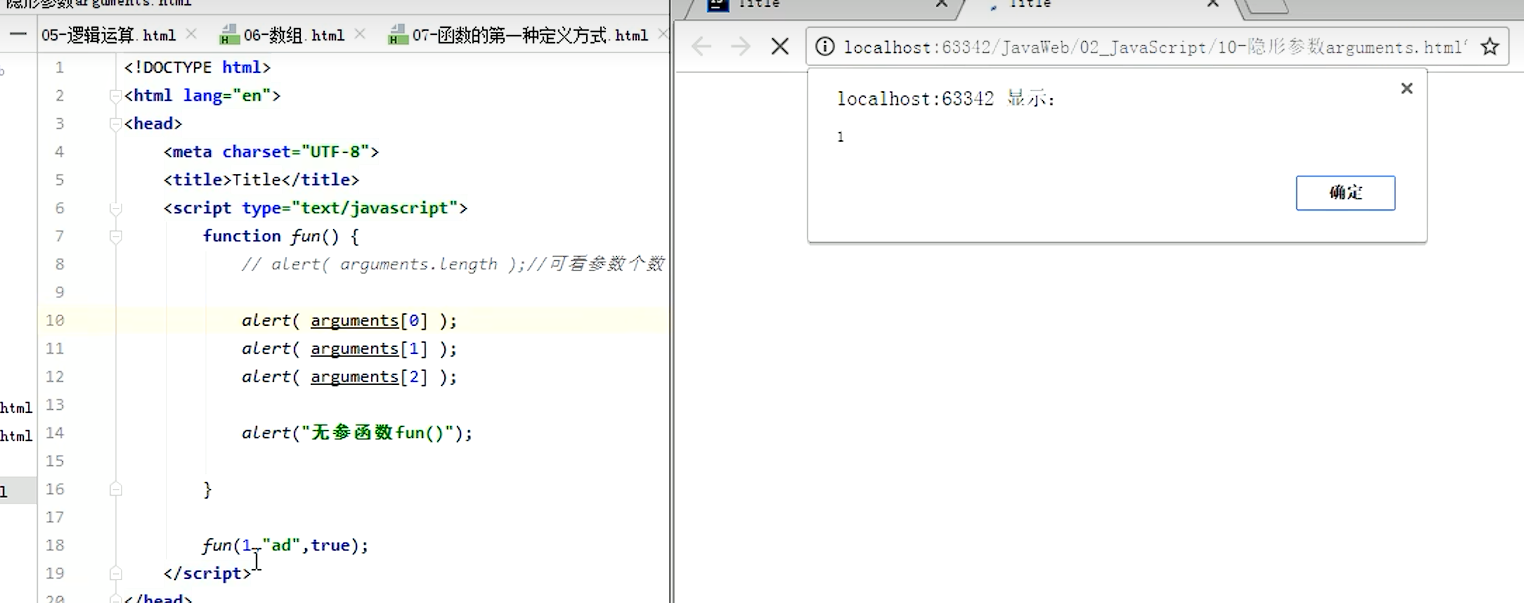 隐形参数arguments.html
05-逻辑运算.html 06-数组.html 07-函数的第一种定义方式.html
1 <!DOCTYPE html>
2 <html lang="en">
3 <head>
4 <meta charset="UTF-8">
5 <title>Title</title>
6 <script type="text/javascript">
7 function fun() {
8 // alert( arguments.length );//可看参数个数
9
10 alert( arguments[0] );
11 alert( arguments[1] );
12 alert( arguments[2] );
13
14 alert("无参函数fun()");
15
16 }
17
18 fun(1,"ad",true);
19 </script>
20 </head>
html
html
Title Title
localhost:63342/JavaWeb/02_JavaScript/10-隐形参数arguments.html
localhost:63342 显示:
1
确定